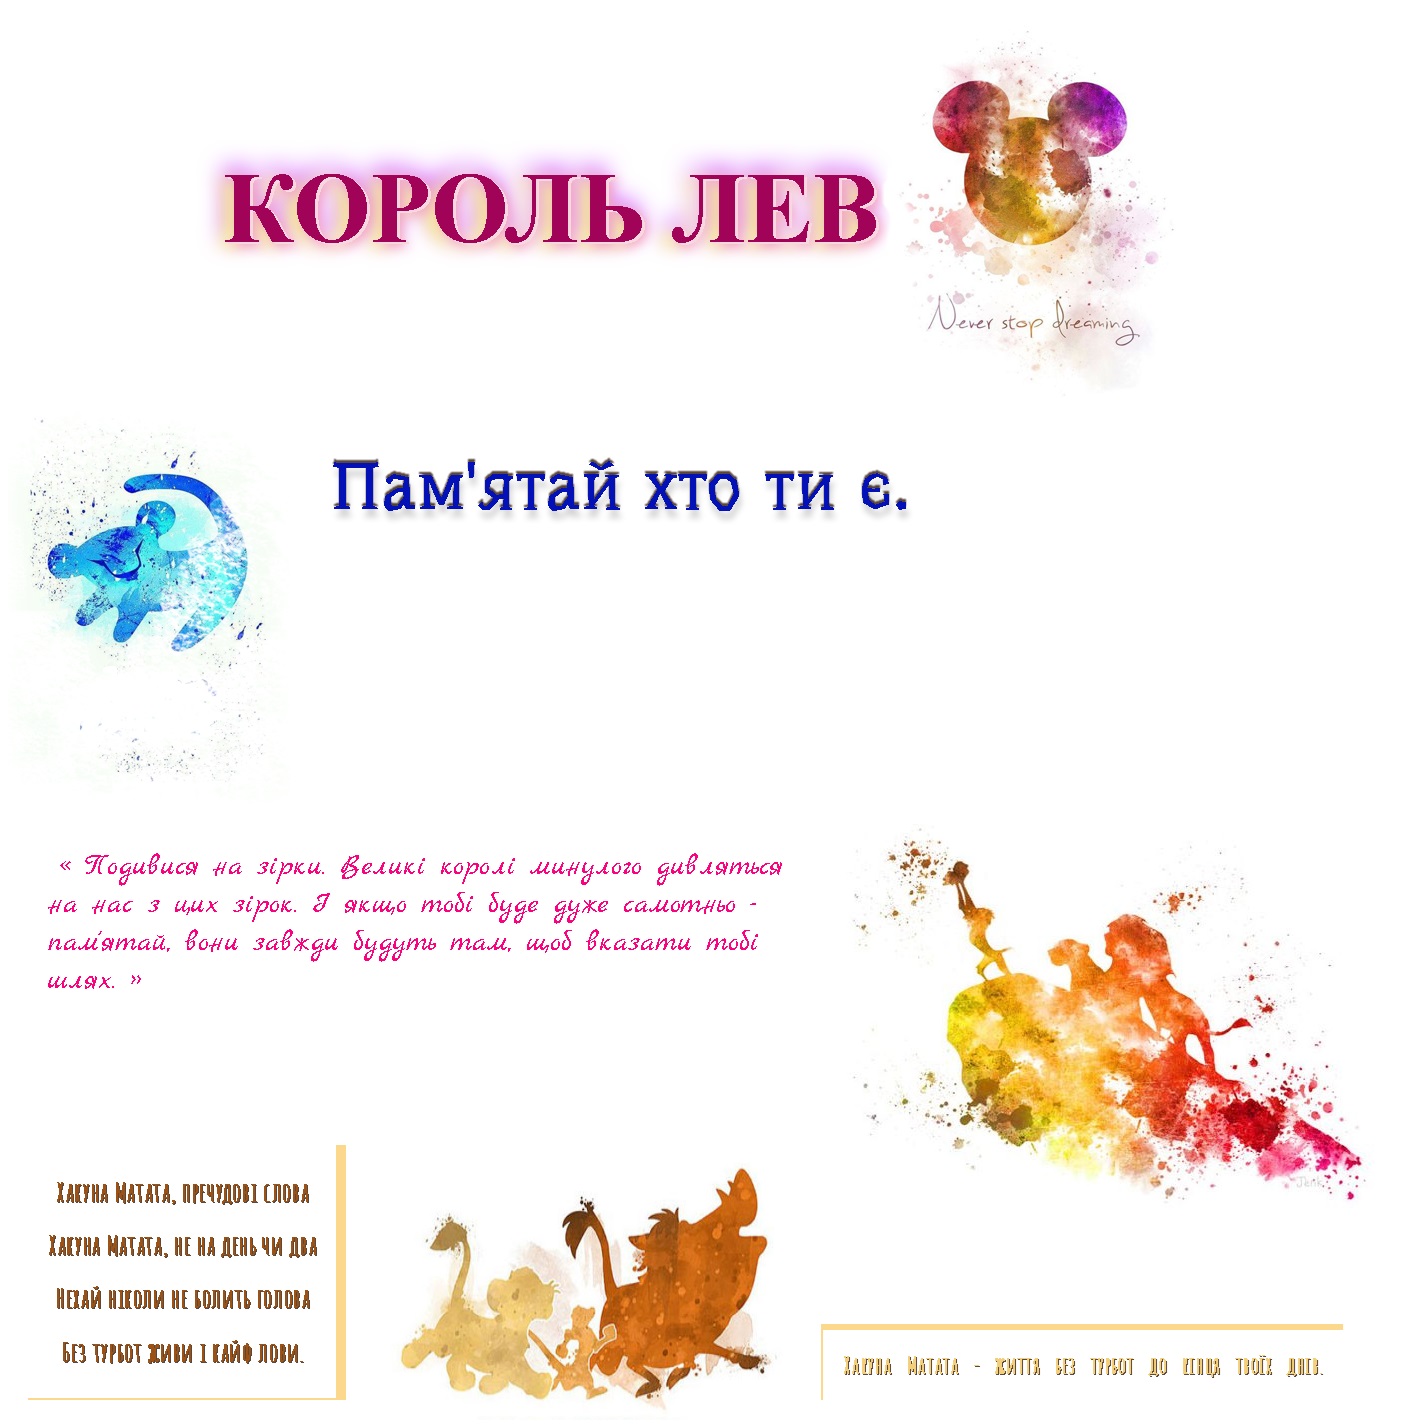 КОРОЛЬ ЛЕВ
Never stop dreaming
Пам'ятай хто ти є.
« Подивися на зірки. Великі королі минулого дивляться
на нас з цих зірок. І якщо тобі буде дуже самотньо -
пам'ятай, вони завжди будуть там, щоб вказати тобі
шлях. »
Хакуна Матата, пречудові слова
Хакуна Матата, не на день чи два
Нехай ніколи не болить голова
Без турбот живи і кайф лови.
Хакуна Матата - життя без турбот до кінця твоїх днів.